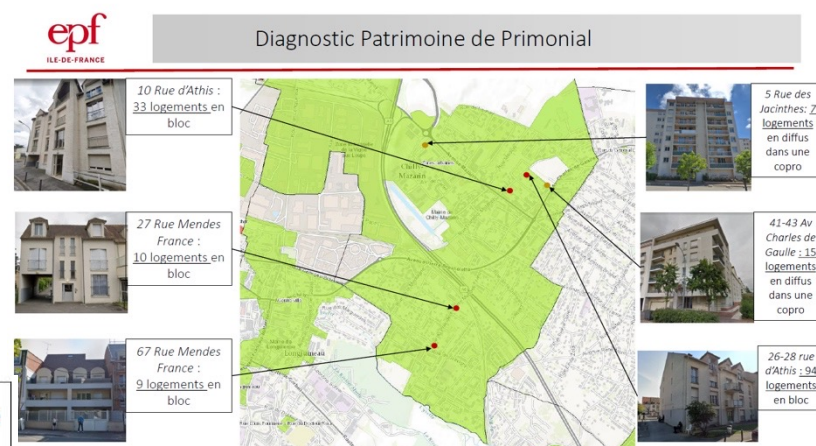 epf
ILE-DE-FRANCE
Diagnostic Patrimoine de Primonial
10 Rue d'Athis :
33 logements en
bloc
27 Rue Mendes
France :
10 logements en
bloc
67 Rue Mendes
France :
9 logements en
bloc
5 Rue des
Jacinthes: 7
logements
en diffus
dans une
copro
41-43 Av
Charles de
Gaulle : 15
logements
en diffus
dans une
copro
26-28 rue
d'Athis : 94
logements
en bloc
Chilly
Mazarin
Longjumeau